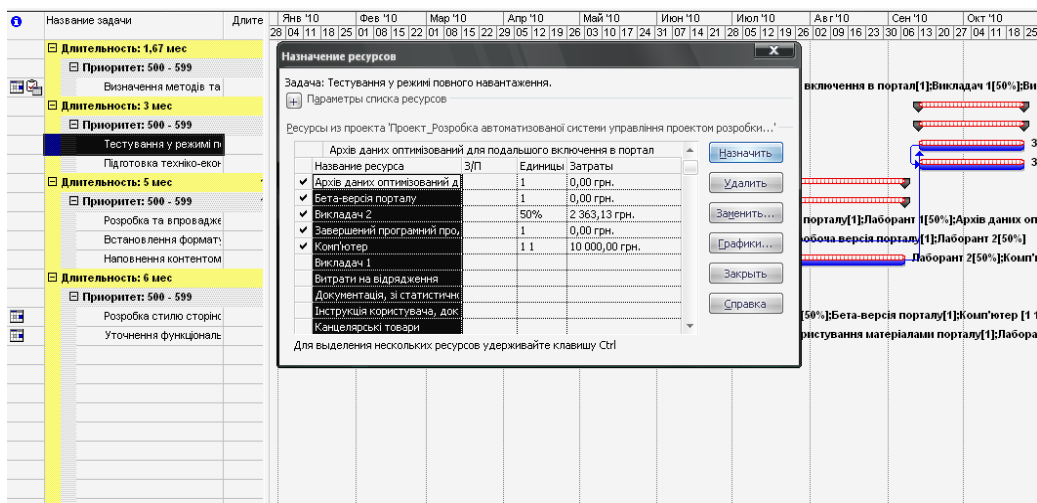 Название задачи Длите Янв '10 Фев '10 Мар '10 Апр '10 Май '10 Июн '10 Июл '10 Авг '10 Сен '10 Окт '10
28 04 11 18 25 01 08 15 22 01 08 15 22 29 05 12 19 26 03 10 17 24 31 07 14 21 28 05 12 19 26 02 09 16 23 30 06 13 20 27 04 11 18 25
Длительность: 1,67 мес
Приоритет: 500 - 599
Визначення методів та
включення в портал[1];Викладач 1[50%];Ви
Длительность: 3 мес
Приоритет: 500 - 599
Тестування у режимі п
3
Підготовка техніко-екон
3
Длительность: 5 мес
Приоритет: 500 - 599
Розробка та впроваджe
порталу[1];Лаборант 1[50%];Архів даних оп
Встановлення формату
обоча версія порталу[1];Лаборант 2[50%]
Наповнення контентом
Лаборант 2[50%];Комп'
Длительность: 6 мес
Приоритет: 500 - 599
Розробка стилю сторінс
[50%];Бета-версія порталу[1];Комп'ютер [1 1
Уточнення функціональ
ристування матеріалами порталу[1];Лабора
Назначение ресурсов
X
Задача: Тестування у режимі повного навантаження.
+ Параметры списка ресурсов
Ресурсы из проекта 'Проект_Розробка автоматизованої системи управління проектом розробки...'
Архів даних оптимізований для подальшого включення в портал
Название ресурса З/П Единицы Затраты
Архів даних оптимізований д 1 0,00 грн.
Бета-версія порталу 1 0,00 грн.
Викладач 2 50% 2 363,13 грн.
Завершений програмний про, 1 0,00 грн.
Комп'ютер 1 1 10 000,00 грн.
Викладач 1
Витрати на відрядження
Документація, зі статистичн
Інструкція користувача, док
Канцелярські товари
Назначить
Удалить
Заменить...
Графики...
Закрыть
Справка
Для выделения нескольких ресурсов удерживайте клавишу Ctrl